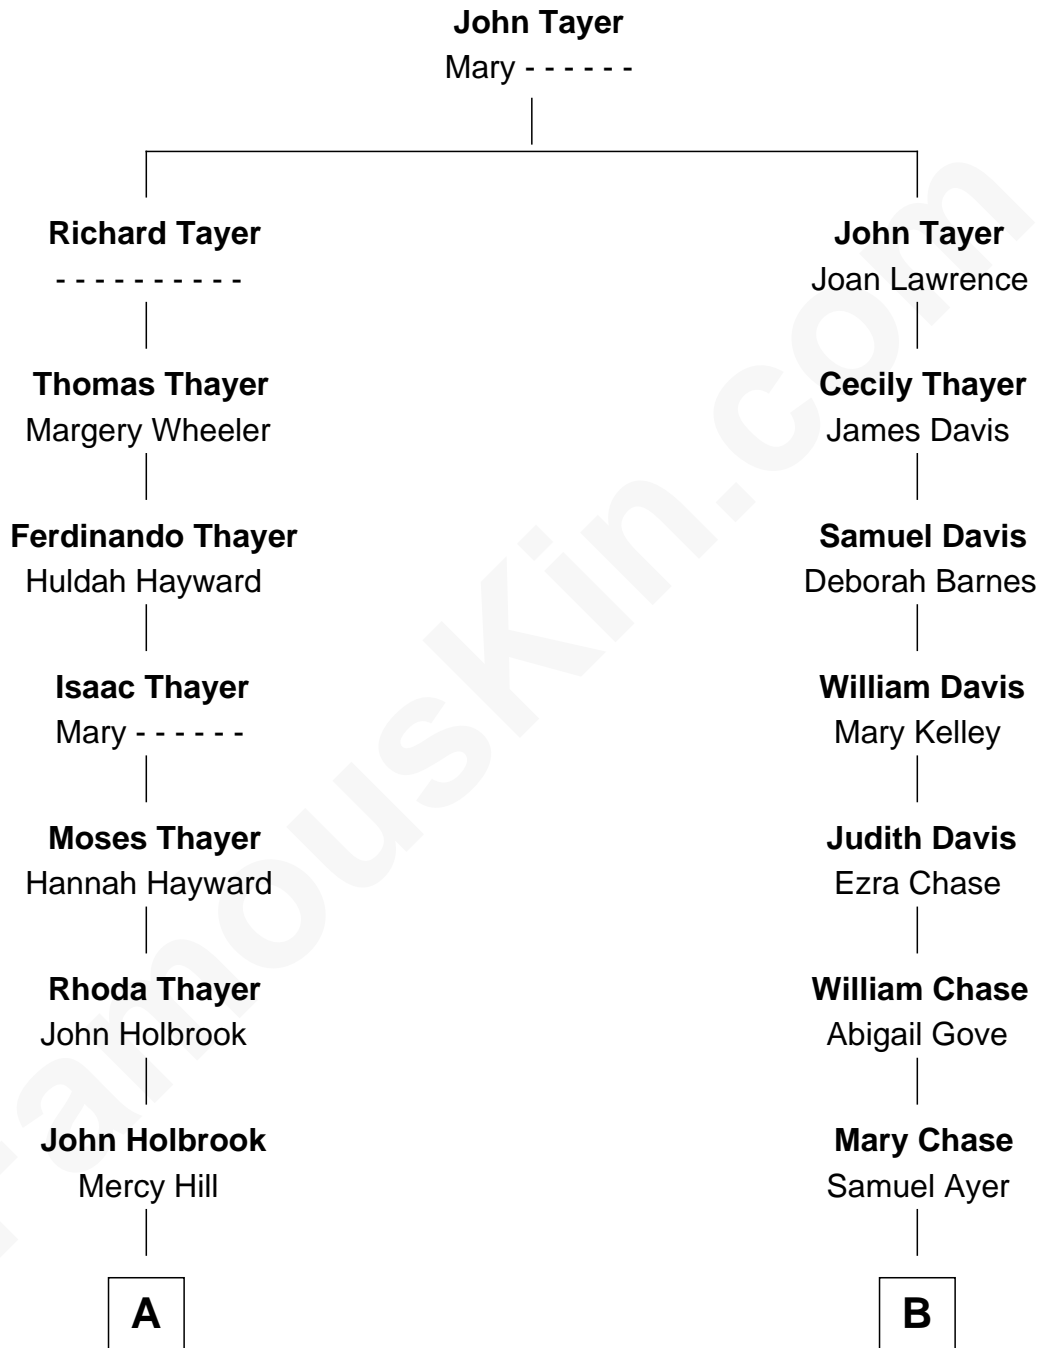 John Tayer
Mary - - - - - -
Richard Tayer
- - - - - - - - - -
John Tayer
Joan Lawrence
Thomas Thayer
Margery Wheeler
Cecily Thayer
James Davis
Ferdinando Thayer
Huldah Hayward
Samuel Davis
Deborah Barnes
Isaac Thayer
Mary - - - - - -
William Davis
Mary Kelley
Moses Thayer
Hannah Hayward
Judith Davis
Ezra Chase
Rhoda Thayer
John Holbrook
William Chase
Abigail Gove
John Holbrook
Mercy Hill
Mary Chase
Samuel Ayer
A
B
FamousKin.com